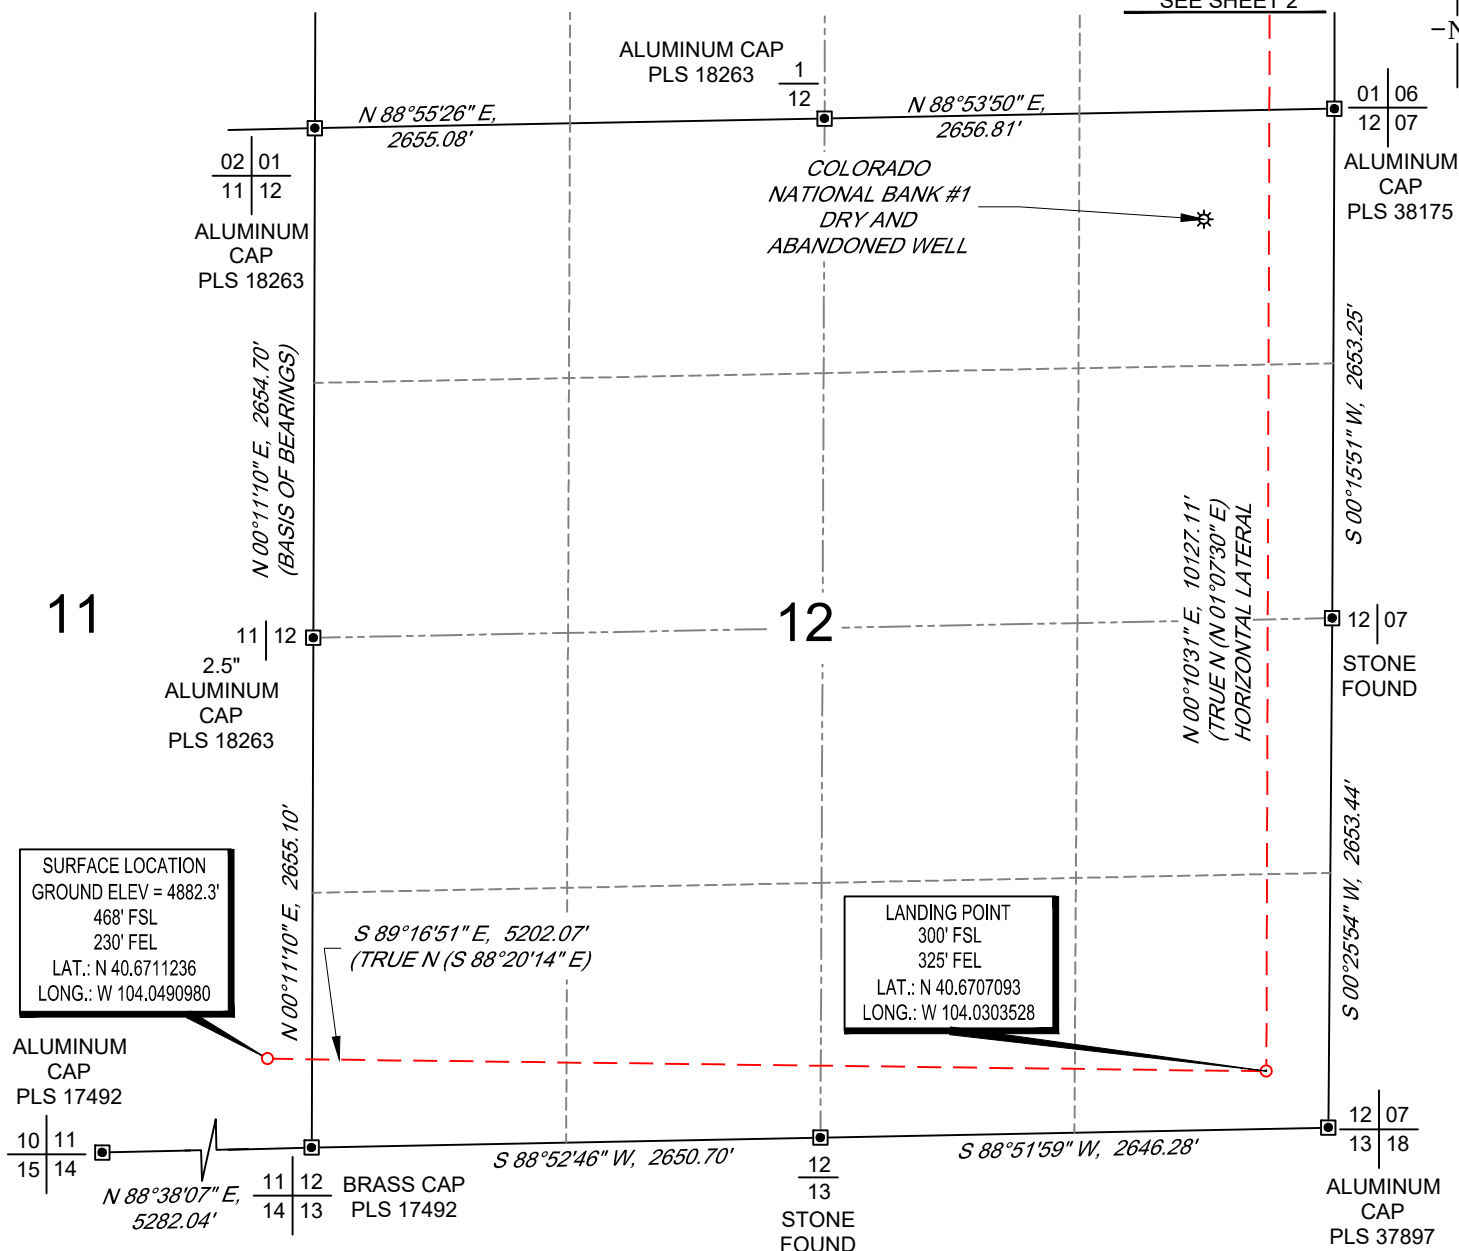 SEE SHEET 2
ALUMINUM CAP
PLS 18263
1
12
N 88°55'26" E,
2655.08'
N 88°53'50" E,
2656.81'
01 06
12 07
ALUMINUM
CAP
PLS 38175
02 01
11 12
ALUMINUM
CAP
PLS 18263
COLORADO
NATIONAL BANK #1
DRY AND
ABANDONED WELL
N 00°11'10" E, 2654.70'
(BASIS OF BEARINGS)
S 00°15'51" W, 2653.25'
N 00°10'31" E, 10127.11'
(TRUE N (N 01°07'30" E)
HORIZONTAL LATERAL
11
12
11 12
2.5"
ALUMINUM
CAP
PLS 18263
12 07
STONE
FOUND
N 00°11'10" E, 2655.10'
S 00°25'54" W, 2653.44'
SURFACE LOCATION
GROUND ELEV = 4882.3'
468' FSL
230' FEL
LAT.: N 40.6711236
LONG.: W 104.0490980
S 89°16'51" E, 5202.07'
(TRUE N (S 88°20'14" E)
LANDING POINT
300' FSL
325' FEL
LAT.: N 40.6707093
LONG.: W 104.0303528
ALUMINUM
CAP
PLS 17492
10 11
15 14
N 88°38'07" E,
5282.04'
11 12
14 13
BRASS CAP
PLS 17492
S 88°52'46" W, 2650.70'
12
13
STONE
FOUND
S 88°51'59" W, 2646.28'
12 07
13 18
ALUMINUM
CAP
PLS 37897